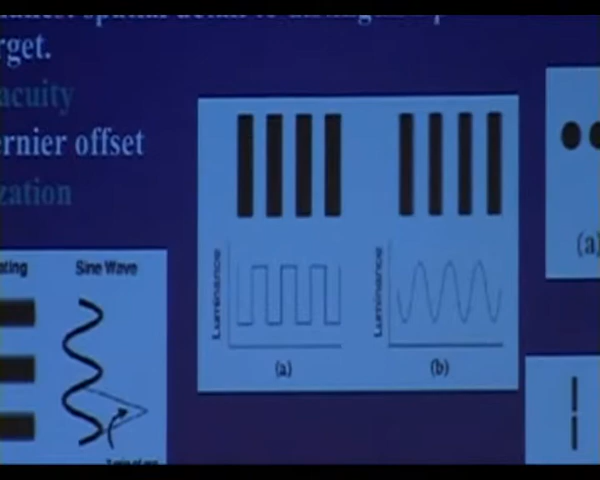 rget.
acuity
ernier offset
zation
ating
Sine Wave
Luminance
(a)
Luminance
(b)
(a)